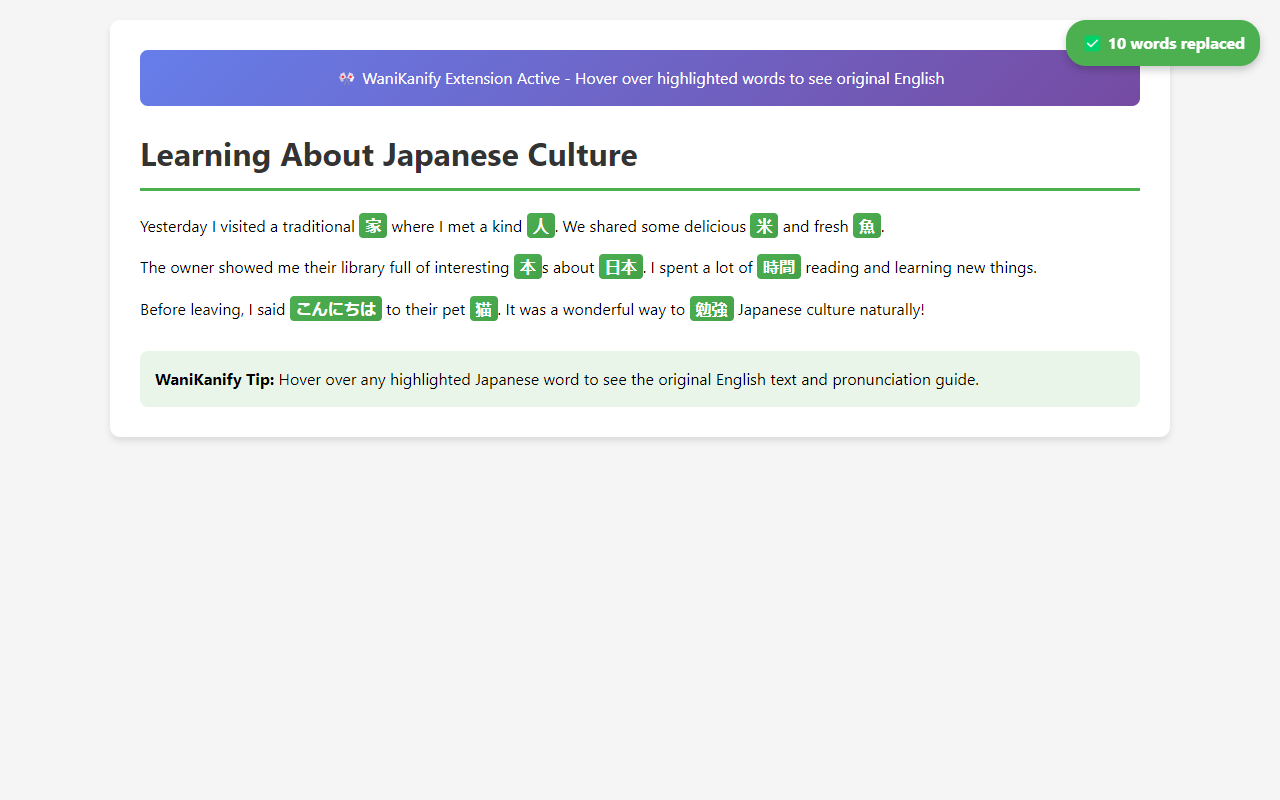 ✅ 10 words replaced
🎌 WaniKanify Extension Active - Hover over highlighted words to see original English
Learning About Japanese Culture
Yesterday I visited a traditional 家 where I met a kind 人. We shared some delicious 米 and fresh 魚.
The owner showed me their library full of interesting 本s about 日本. I spent a lot of 時間 reading and learning new things.
Before leaving, I said こんにちは to their pet 猫. It was a wonderful way to 勉強 Japanese culture naturally!
WaniKanify Tip: Hover over any highlighted Japanese word to see the original English text and pronunciation guide.